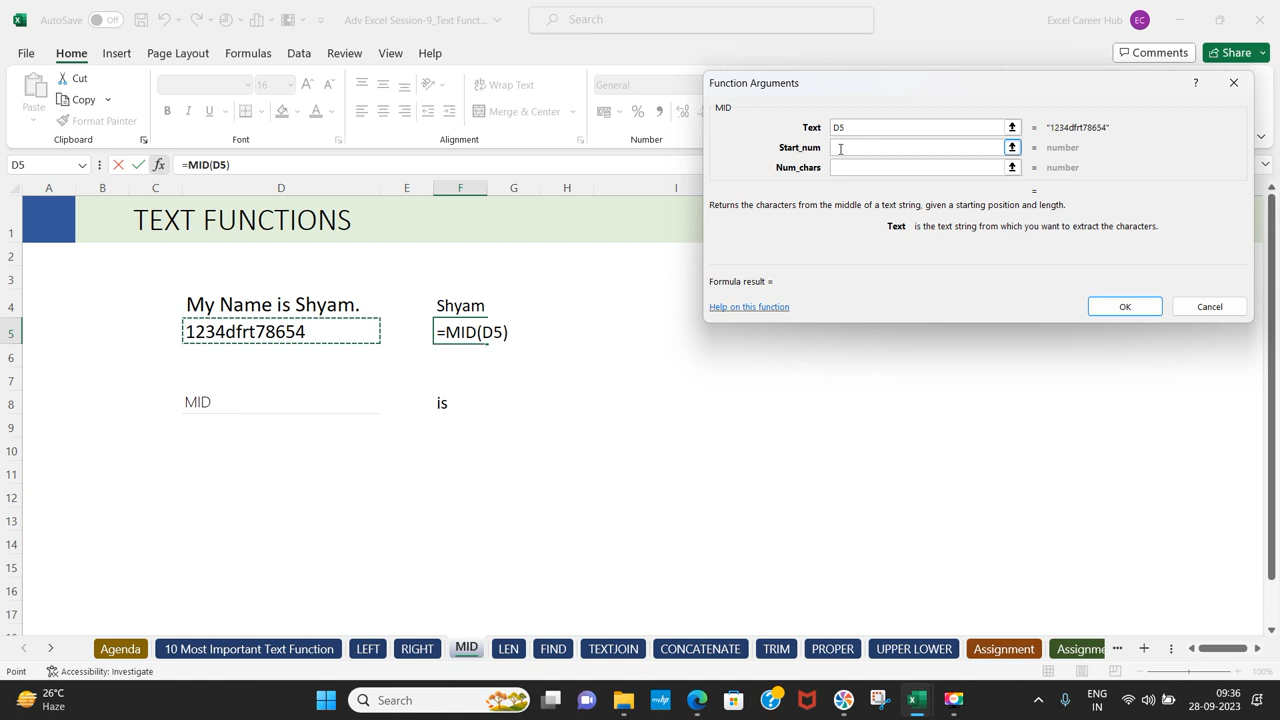 AutoSave Off Adv Excel Session-9_Text Funct... Search Excel Career Hub EC
File Home Insert Page Layout Formulas Data Review View Help Comments Share
Paste Cut Copy Format Painter
16 A A
B I U A
Wrap Text Merge & Center
General
% ,
Clipboard Font Alignment Number
D5 fx =MID(D5)
Function Arguments ?
MID
Text D5 = "1234dfrt78654"
Start_num = number
Num_chars = number
=
Returns the characters from the middle of a text string, given a starting position and length.
Text is the text string from which you want to extract the characters.
Formula result =
Help on this function OK Cancel
A B C D E F G H I
1 TEXT FUNCTIONS
2
3
4 My Name is Shyam. Shyam
5 1234dfrt78654 =MID(D5)
6
7
8 MID is
9
10
11
12
13
14
15
16
17
Agenda 10 Most Important Text Function LEFT RIGHT MID LEN FIND TEXTJOIN CONCATENATE TRIM PROPER UPPER LOWER Assignment Assignme
Point Accessibility: Investigate 100%
26°C
Haze
Search
ENG
IN
09:36
28-09-2023